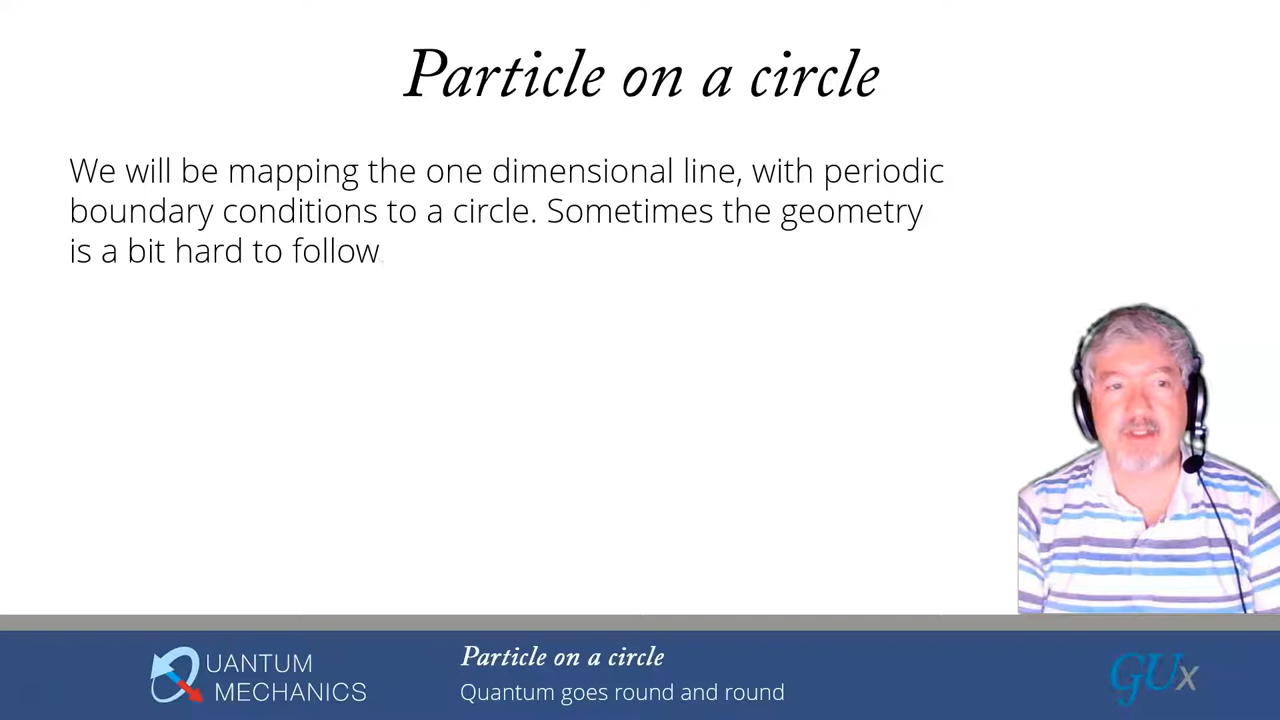 Particle on a circle
We will be mapping the one dimensional line, with periodic
boundary conditions to a circle. Sometimes the geometry
is a bit hard to follow.
QUANTUM
MECHANICS
Particle on a circle
Quantum goes round and round
GUx